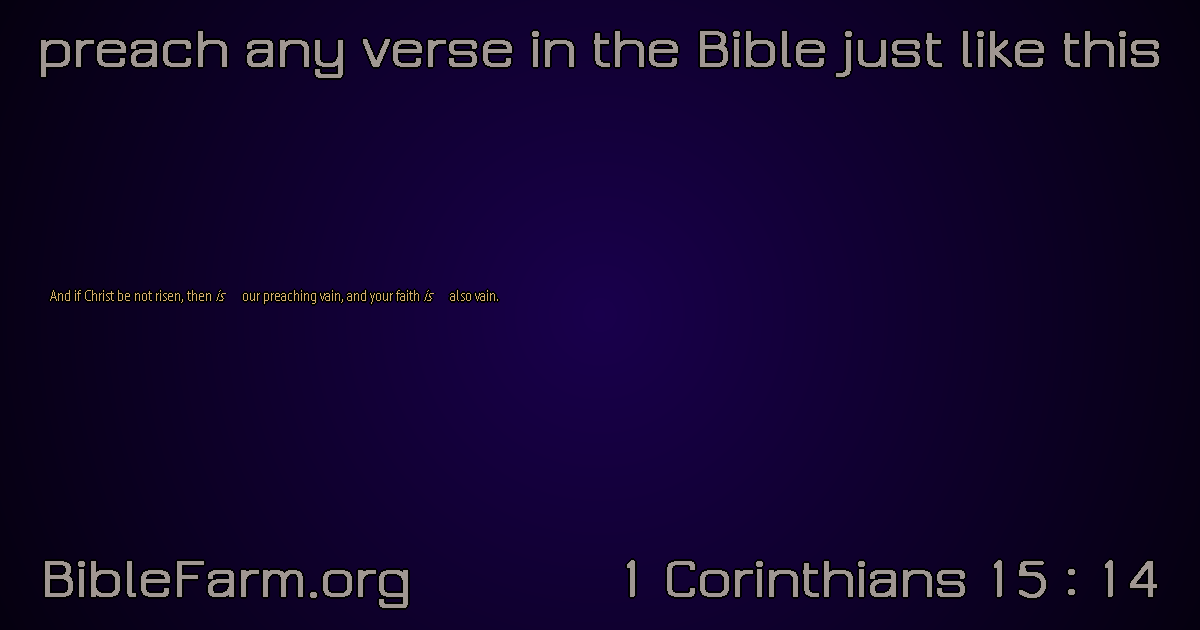 preach any verse in the Bible just like this
And if Christ be not risen, then is our preaching vain, and your faith is also vain.
BibleFarm.org
1 Corinthians 15 : 14